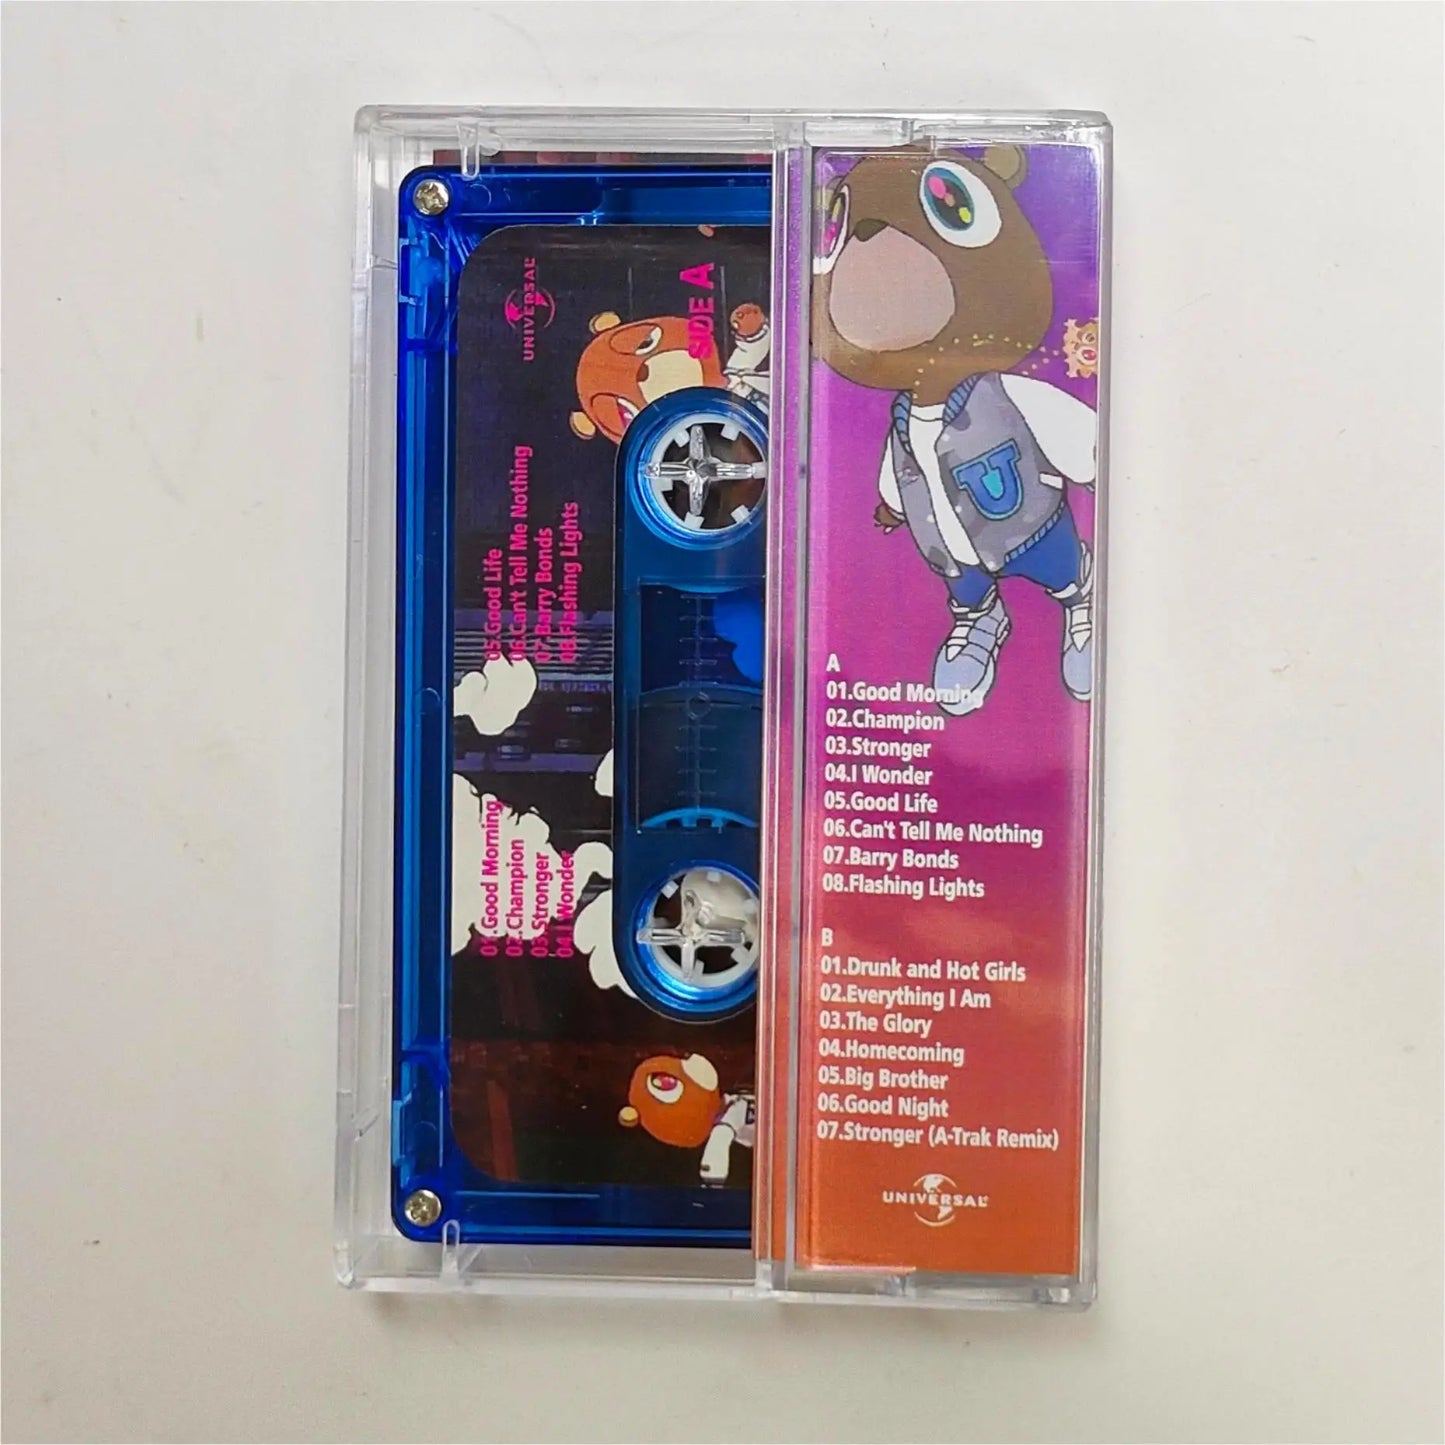 UNIVERSAL
SIDE A
01.Good Morning
02.Champion
03.Stronger
04.I Wonder
05.Good Life
06.Can't Tell Me Nothing
07.Barry Bonds
08.Flashing Lights
U
A
01.Good Morning
02.Champion
03.Stronger
04.I Wonder
05.Good Life
06.Can't Tell Me Nothing
07.Barry Bonds
08.Flashing Lights
B
01.Drunk and Hot Girls
02.Everything I Am
03.The Glory
04.Homecoming
05.Big Brother
06.Good Night
07.Stronger (A-Trak Remix)
UNIVERSAL